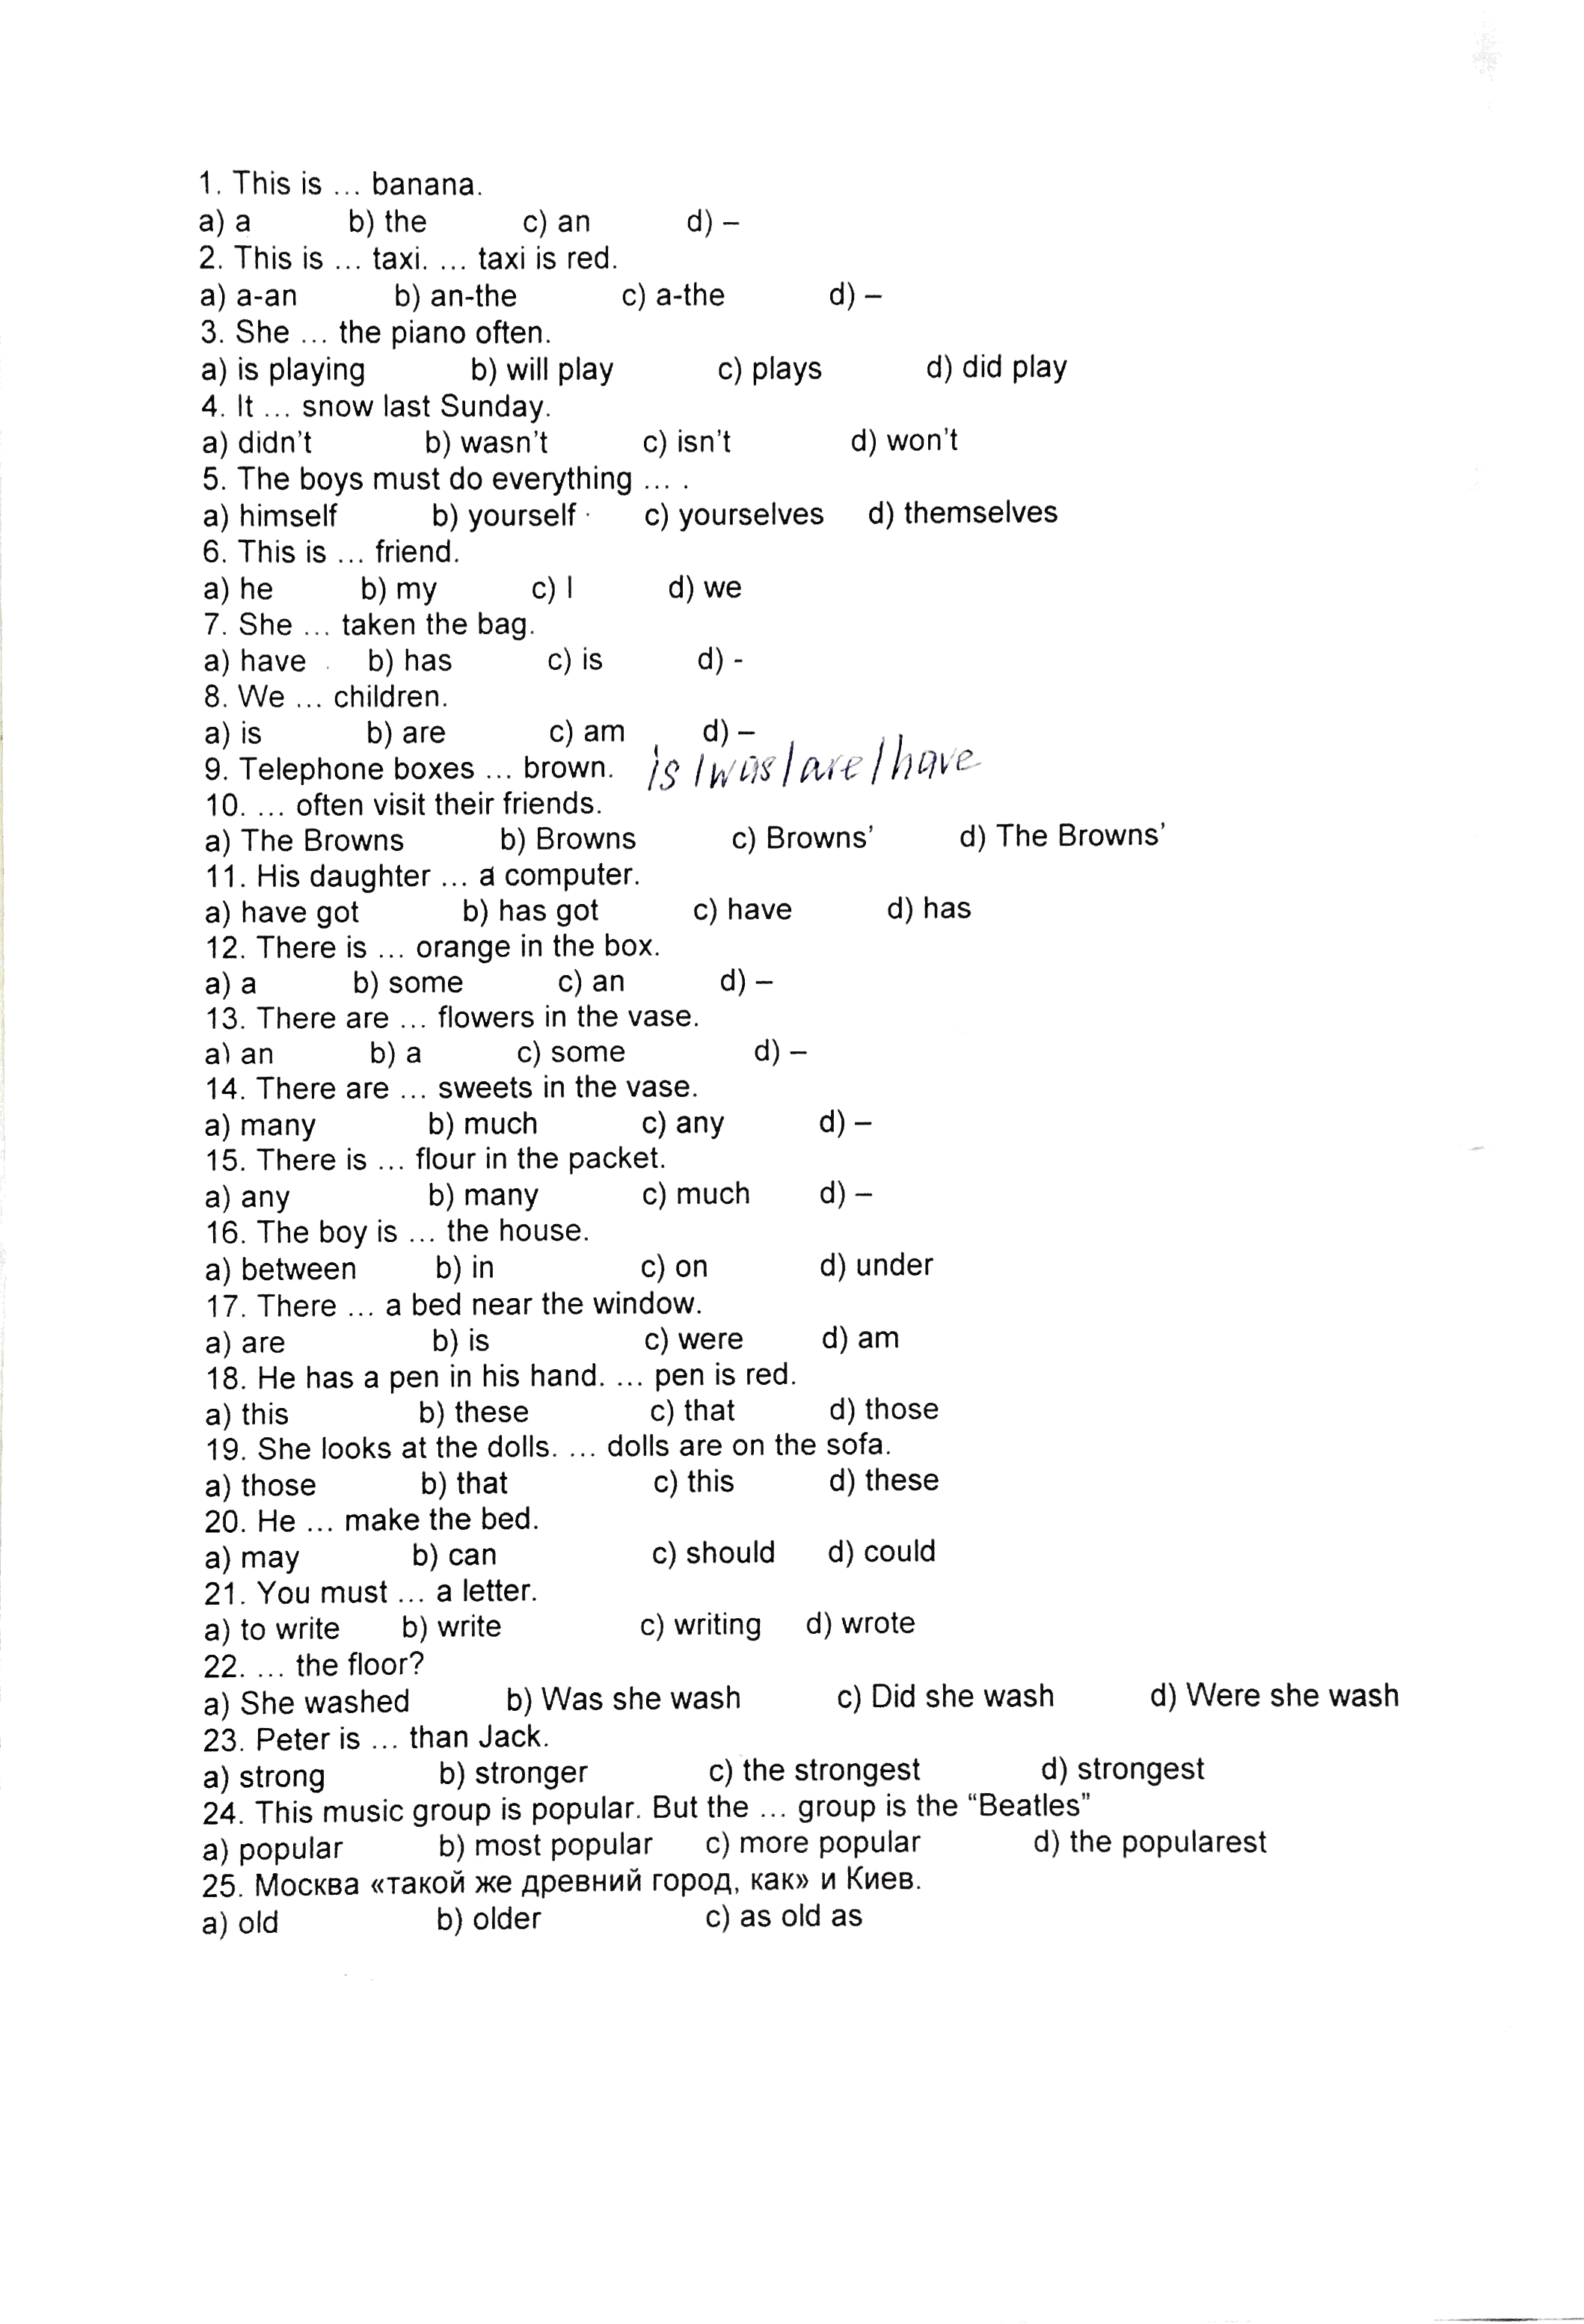 1. This is ... banana.
a) a b) the c) an d) –
2. This is ... taxi. ... taxi is red.
a) a-an b) an-the c) a-the d) –
3. She ... the piano often.
a) is playing b) will play c) plays d) did play
4. It ... snow last Sunday.
a) didn't b) wasn't c) isn't d) won't
5. The boys must do everything ... .
a) himself b) yourself c) yourselves d) themselves
6. This is ... friend.
a) he b) my c) I d) we
7. She ... taken the bag.
a) have b) has c) is d) -
8. We ... children.
a) is b) are c) am d) –
9. Telephone boxes ... brown. is / was / are / have
10. ... often visit their friends.
a) The Browns b) Browns c) Browns' d) The Browns'
11. His daughter ... a computer.
a) have got b) has got c) have d) has
12. There is ... orange in the box.
a) a b) some c) an d) –
13. There are ... flowers in the vase.
a) an b) a c) some d) –
14. There are ... sweets in the vase.
a) many b) much c) any d) –
15. There is ... flour in the packet.
a) any b) many c) much d) –
16. The boy is ... the house.
a) between b) in c) on d) under
17. There ... a bed near the window.
a) are b) is c) were d) am
18. He has a pen in his hand. ... pen is red.
a) this b) these c) that d) those
19. She looks at the dolls. ... dolls are on the sofa.
a) those b) that c) this d) these
20. He ... make the bed.
a) may b) can c) should d) could
21. You must ... a letter.
a) to write b) write c) writing d) wrote
22. ... the floor?
a) She washed b) Was she wash c) Did she wash d) Were she wash
23. Peter is ... than Jack.
a) strong b) stronger c) the strongest d) strongest
24. This music group is popular. But the ... group is the “Beatles”
a) popular b) most popular c) more popular d) the popularest
25. Москва «такой же древний город, как» и Киев.
a) old b) older c) as old as